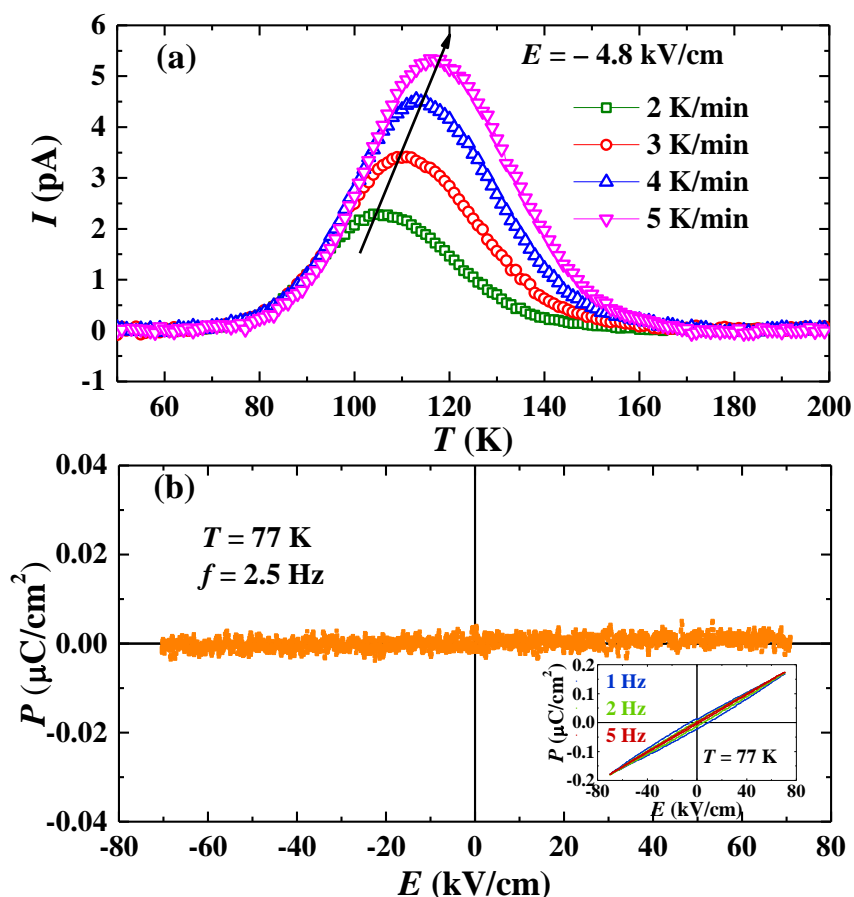 (a)
E = − 4.8 kV/cm
2 K/min
3 K/min
4 K/min
5 K/min
6
5
4
3
2
1
0
-1
I (pA)
60 80 100 120 140 160 180 200
T (K)
(b)
T = 77 K
f = 2.5 Hz
0.04
0.02
0.00
-0.02
-0.04
P (μC/cm²)
1 Hz
2 Hz
5 Hz
T = 77 K
0.2
0.1
0.0
-0.1
-0.2
P (μC/cm²)
-80 -40 0 40 80
E (kV/cm)
-80 -60 -40 -20 0 20 40 60 80
E (kV/cm)